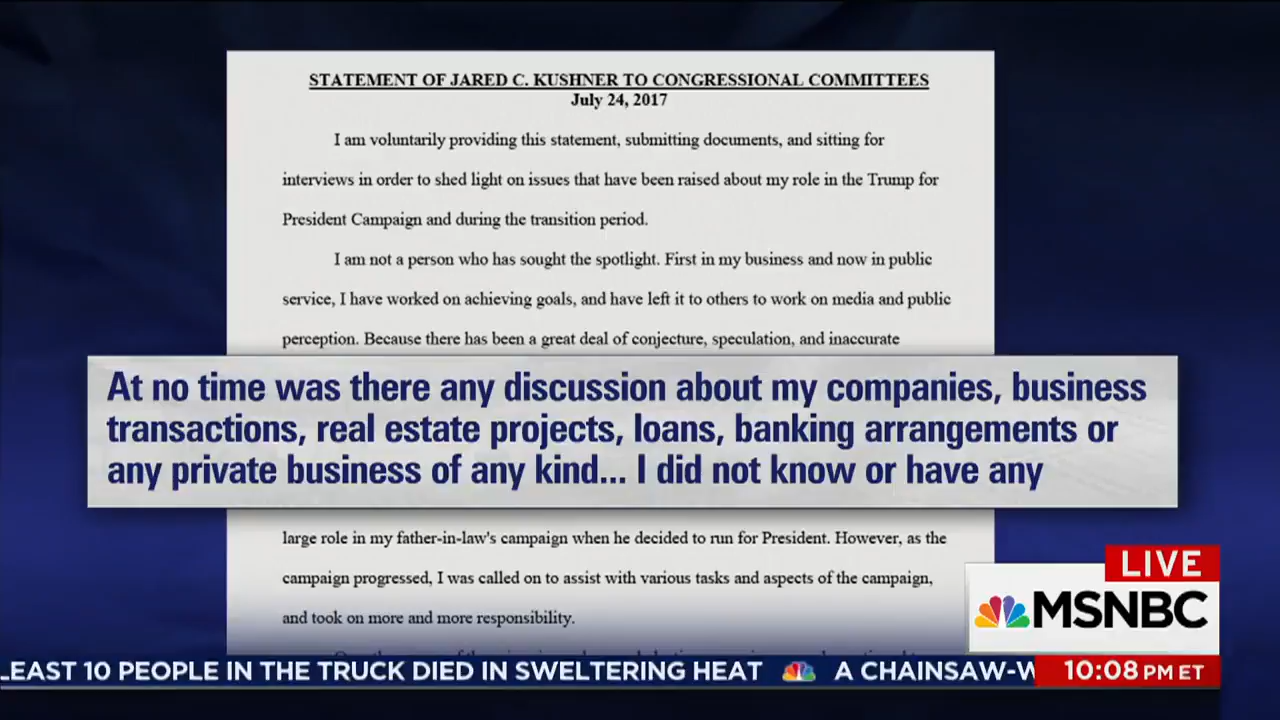 STATEMENT OF JARED C. KUSHNER TO CONGRESSIONAL COMMITTEES
July 24, 2017
I am voluntarily providing this statement, submitting documents, and sitting for
interviews in order to shed light on issues that have been raised about my role in the Trump for
President Campaign and during the transition period.
I am not a person who has sought the spotlight. First in my business and now in public
service, I have worked on achieving goals, and have left it to others to work on media and public
perception. Because there has been a great deal of conjecture, speculation, and inaccurate
At no time was there any discussion about my companies, business
transactions, real estate projects, loans, banking arrangements or
any private business of any kind... I did not know or have any
large role in my father-in-law's campaign when he decided to run for President. However, as the
campaign progressed, I was called on to assist with various tasks and aspects of the campaign,
and took on more and more responsibility.
LIVE
MSNBC
LEAST 10 PEOPLE IN THE TRUCK DIED IN SWELTERING HEAT A CHAINSAW-W
10:08 PM ET